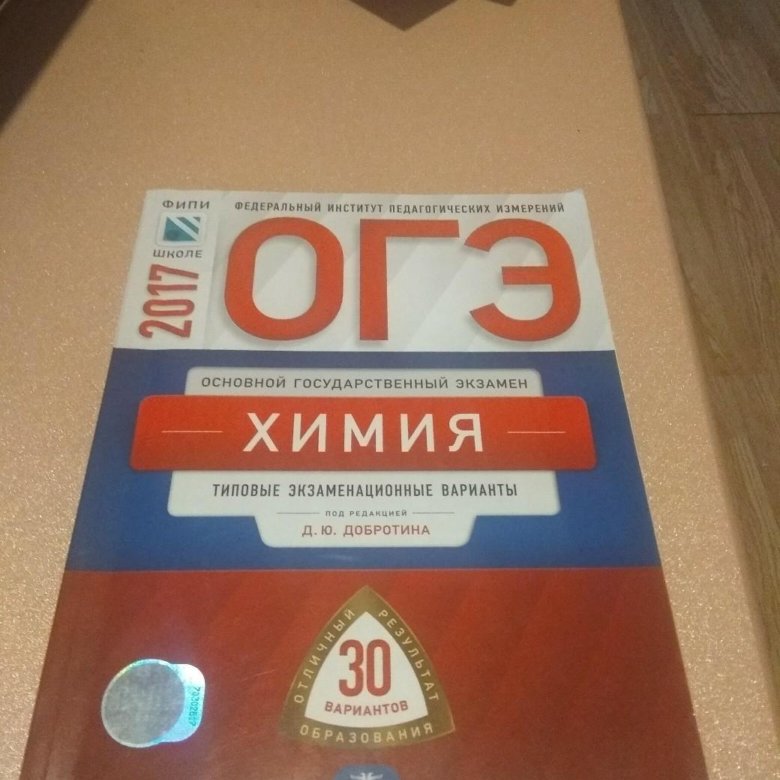 ФИПИ
ШКОЛЕ
2017
ФЕДЕРАЛЬНЫЙ ИНСТИТУТ ПЕДАГОГИЧЕСКИХ ИЗМЕРЕНИЙ
ОГЭ
ОСНОВНОЙ ГОСУДАРСТВЕННЫЙ ЭКЗАМЕН
ХИМИЯ
ТИПОВЫЕ ЭКЗАМЕНАЦИОННЫЕ ВАРИАНТЫ
ПОД РЕДАКЦИЕЙ
Д. Ю. ДОБРОТИНА
ОТЛИЧНЫЙ
РЕЗУЛЬТАТ
30
ВАРИАНТОВ
ОБРАЗОВАНИЯ